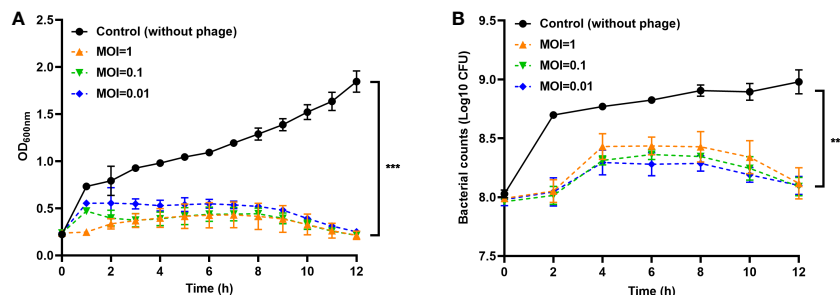 A
Control (without phage)
MOI=1
MOI=0.1
MOI=0.01
OD600nm
2.5
2.0
1.5
1.0
0.5
0.0
0
2
4
6
8
10
12
Time (h)
***
B
Control (without phage)
MOI=1
MOI=0.1
MOI=0.01
Bacterial counts (Log10 CFU)
9.5
9.0
8.5
8.0
7.5
0
2
4
6
8
10
12
Time (h)
**